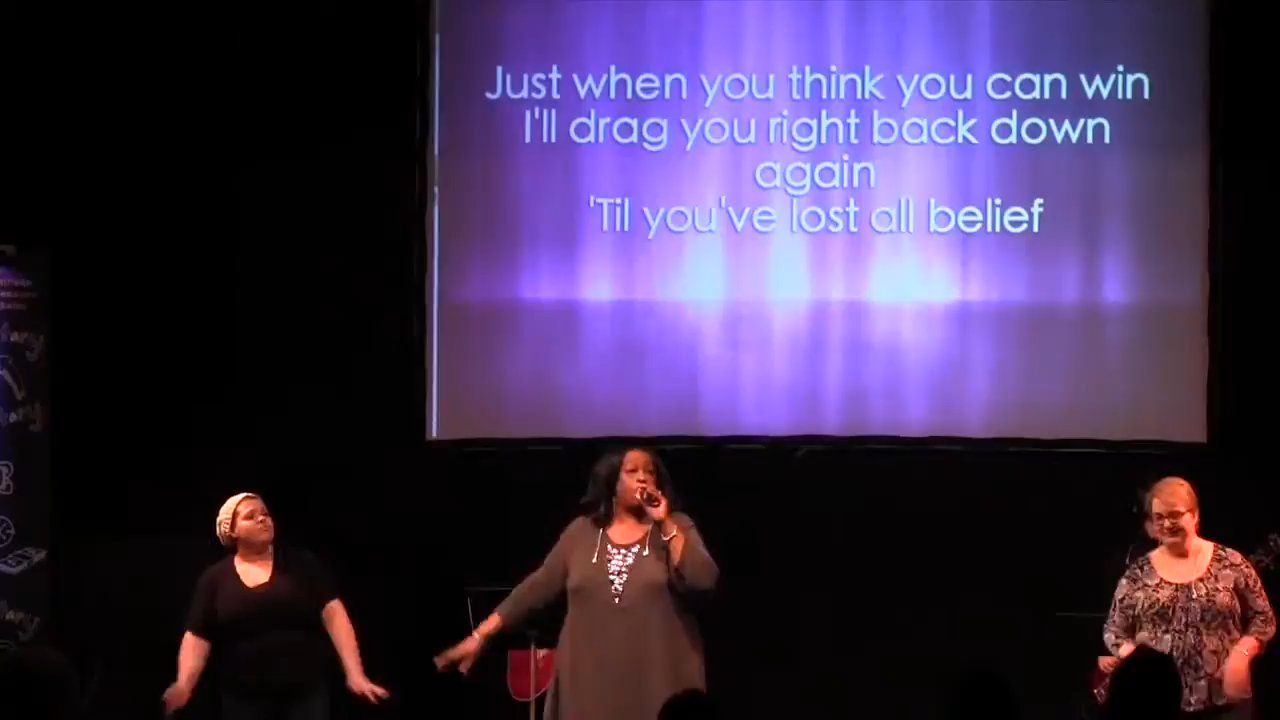 Just when you think you can win
I'll drag you right back down
again
'Til you've lost all belief